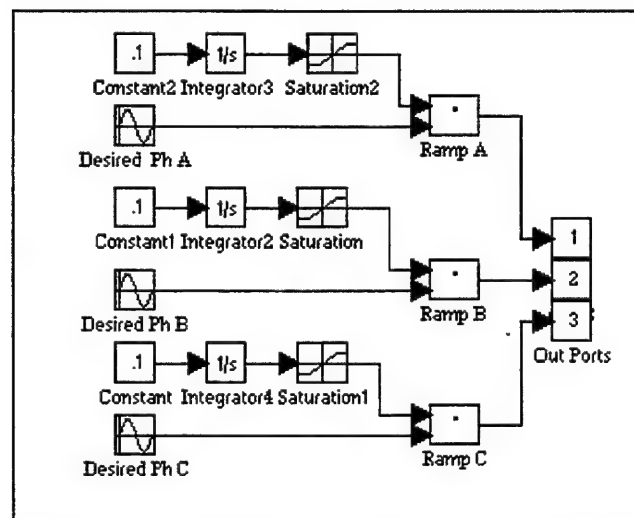 .1
1/s
Constant2 Integrator3 Saturation2
Desired Ph A
Ramp A
.1
1/s
Constant1 Integrator2 Saturation
Desired Ph B
Ramp B
1
2
3
Out Ports
.1
1/s
Constant Integrator4 Saturation1
Desired Ph C
Ramp C